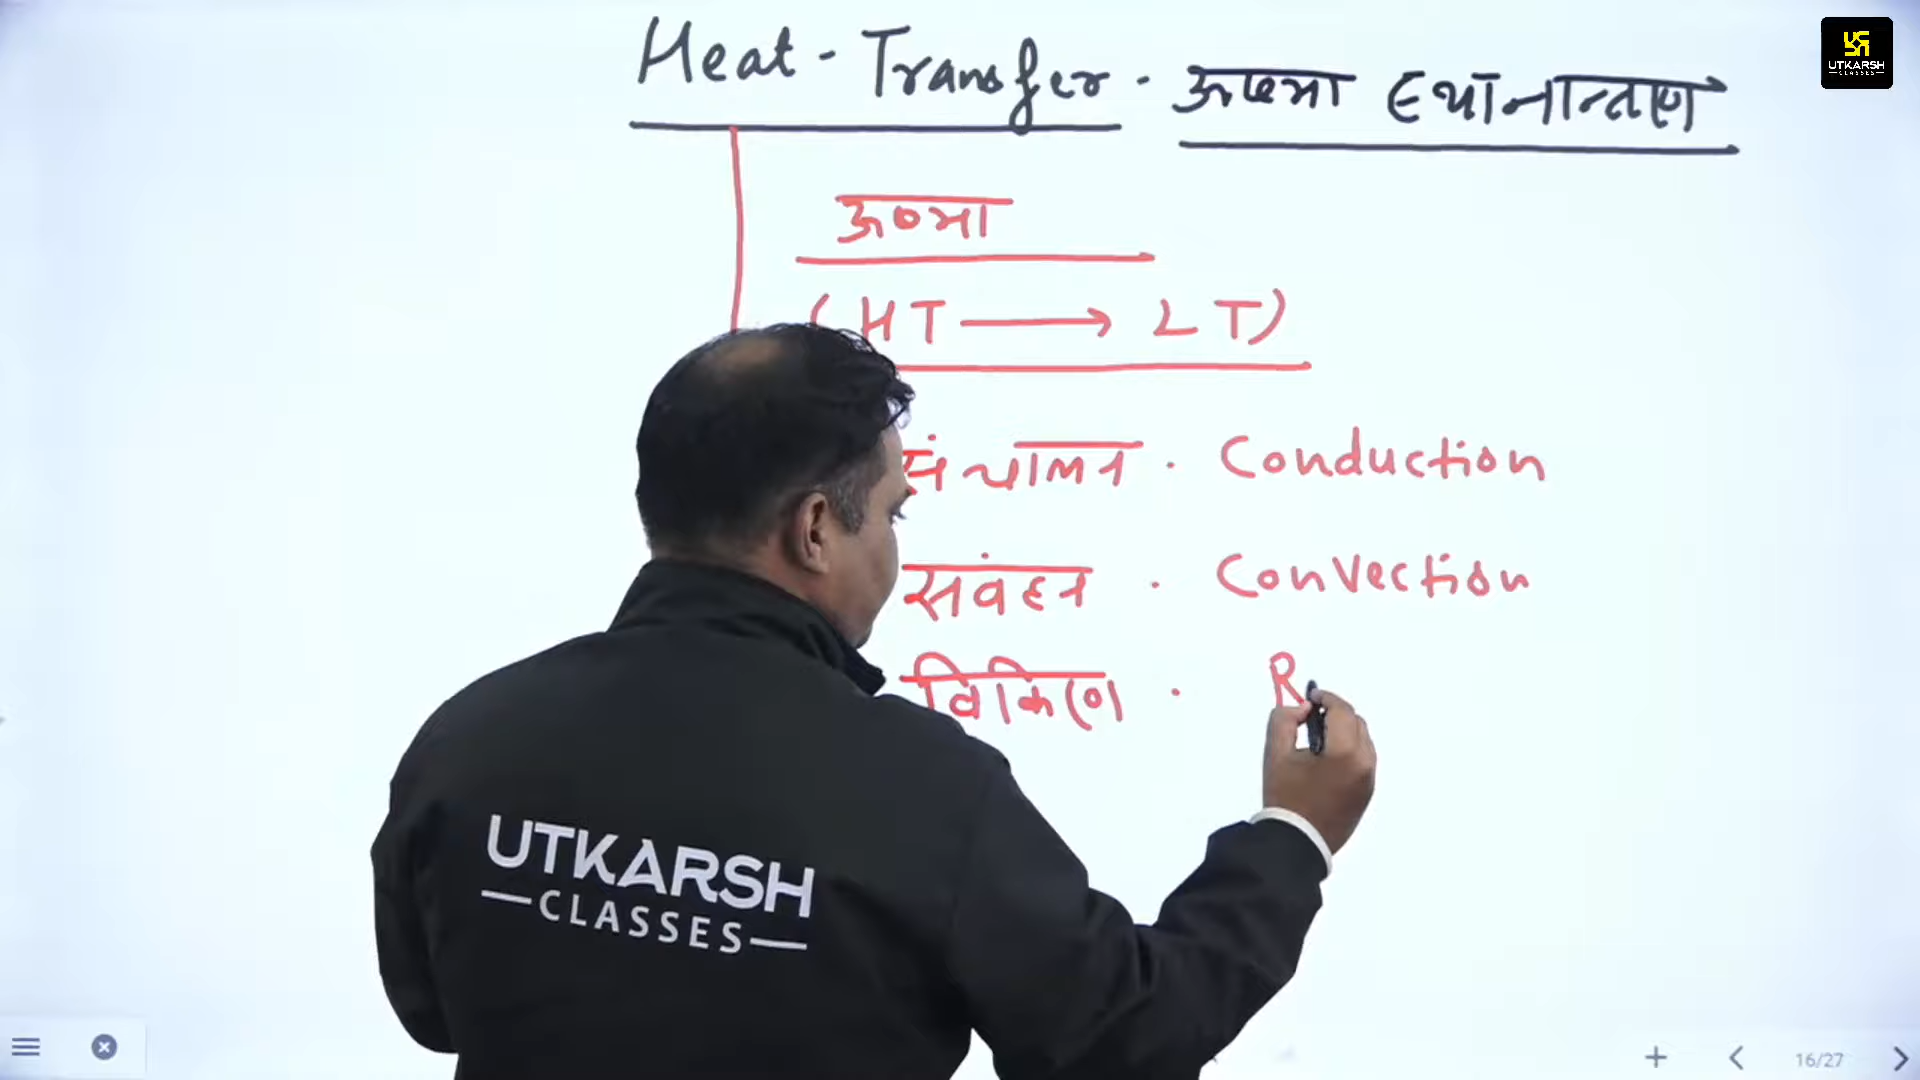 Heat - Transfer - ऊष्मा स्थानान्तरण
UTKARSH
CLASSES
ऊष्मा
(HT → LT)
संचालन . Conduction
संवहन . Convection
विकिरण . R
UTKARSH
CLASSES
16/27